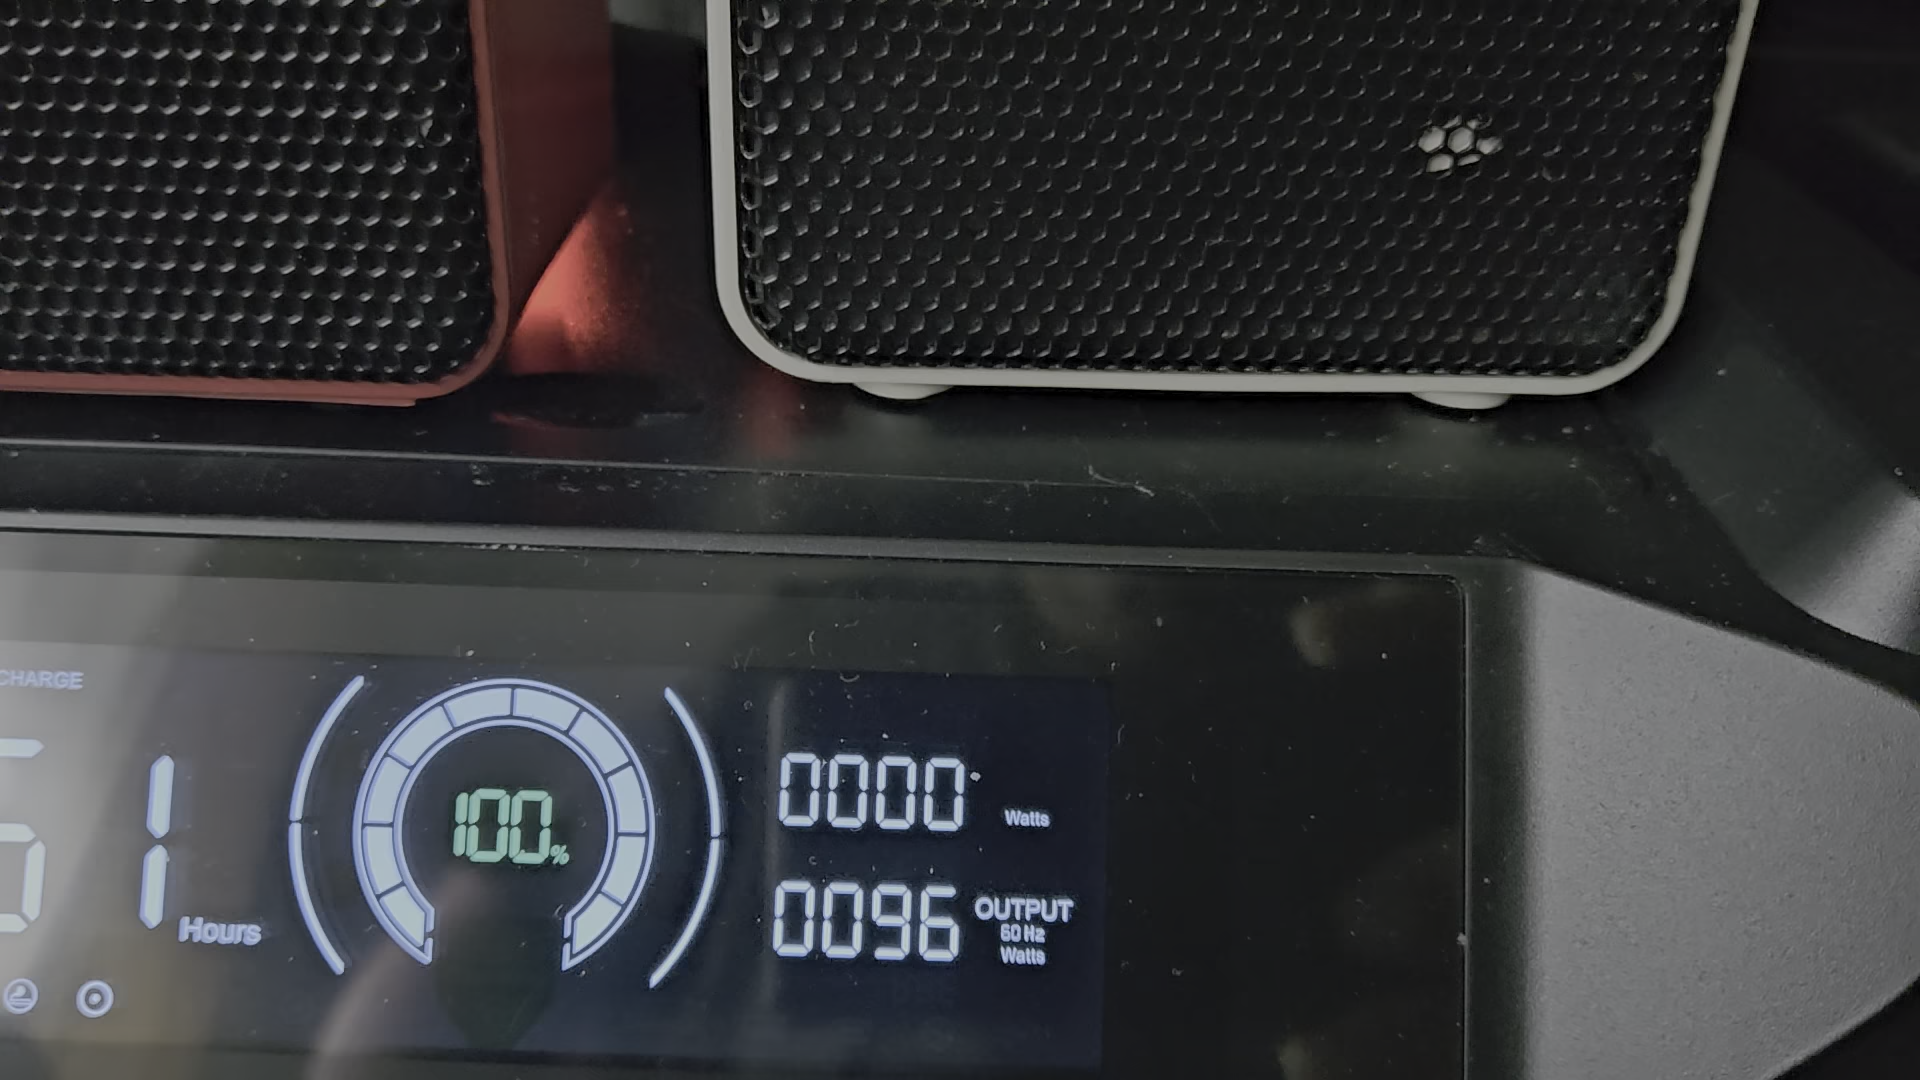 CHARGE
1
Hours
100%
0000 Watts
0096 OUTPUT
60 Hz
Watts